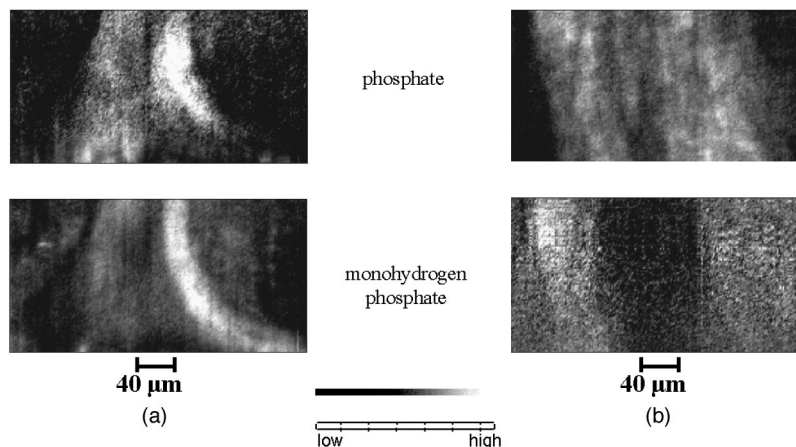 phosphate
monohydrogen
phosphate
40 µm
40 µm
(a)
(b)
low high